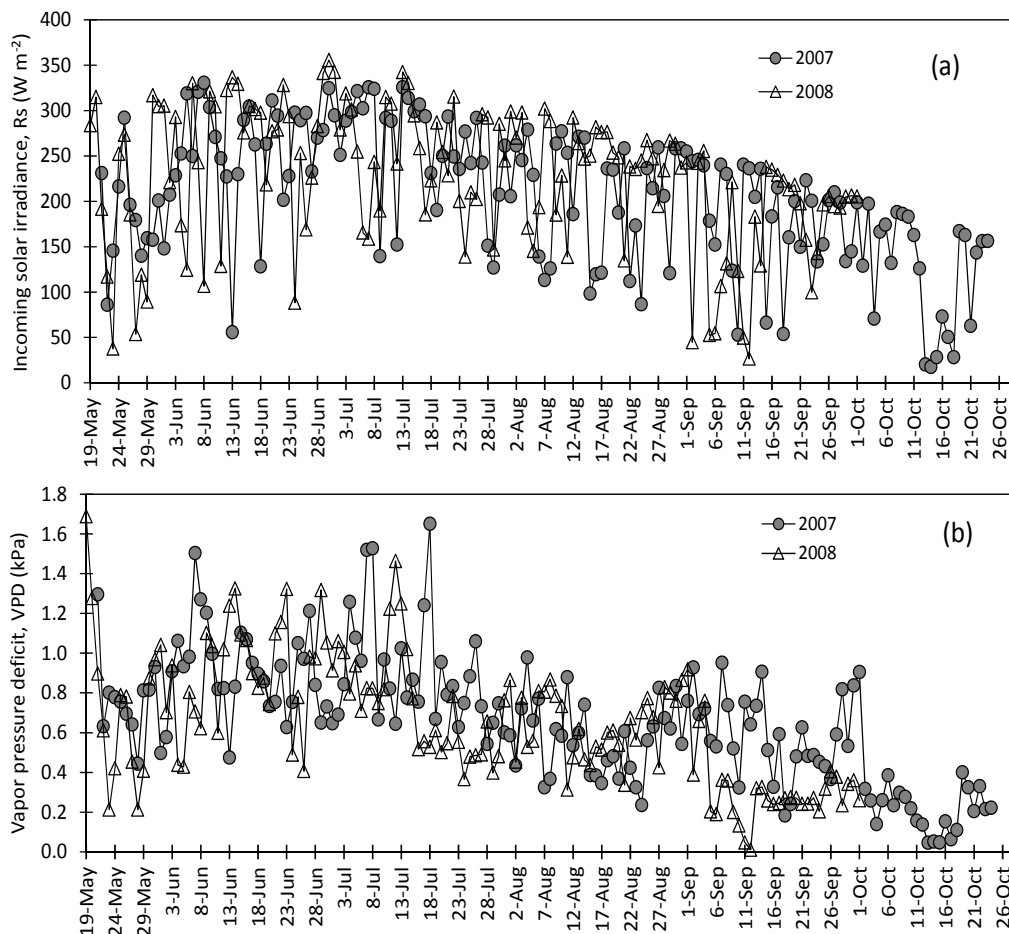 Incoming solar irradiance, Rs (W m⁻²)
400
350
300
250
200
150
100
50
0
(a)
2007
2008
19-May
24-May
29-May
3-Jun
8-Jun
13-Jun
18-Jun
23-Jun
28-Jun
3-Jul
8-Jul
13-Jul
18-Jul
23-Jul
28-Jul
2-Aug
7-Aug
12-Aug
17-Aug
22-Aug
27-Aug
1-Sep
6-Sep
11-Sep
16-Sep
21-Sep
26-Sep
1-Oct
6-Oct
11-Oct
16-Oct
21-Oct
26-Oct
Vapor pressure deficit, VPD (kPa)
1.8
1.6
1.4
1.2
1.0
0.8
0.6
0.4
0.2
0.0
2007
2008
(b)
19-May
24-May
29-May
3-Jun
8-Jun
13-Jun
18-Jun
23-Jun
28-Jun
3-Jul
8-Jul
13-Jul
18-Jul
23-Jul
28-Jul
2-Aug
7-Aug
12-Aug
17-Aug
22-Aug
27-Aug
1-Sep
6-Sep
11-Sep
16-Sep
21-Sep
26-Sep
1-Oct
6-Oct
11-Oct
16-Oct
21-Oct
26-Oct